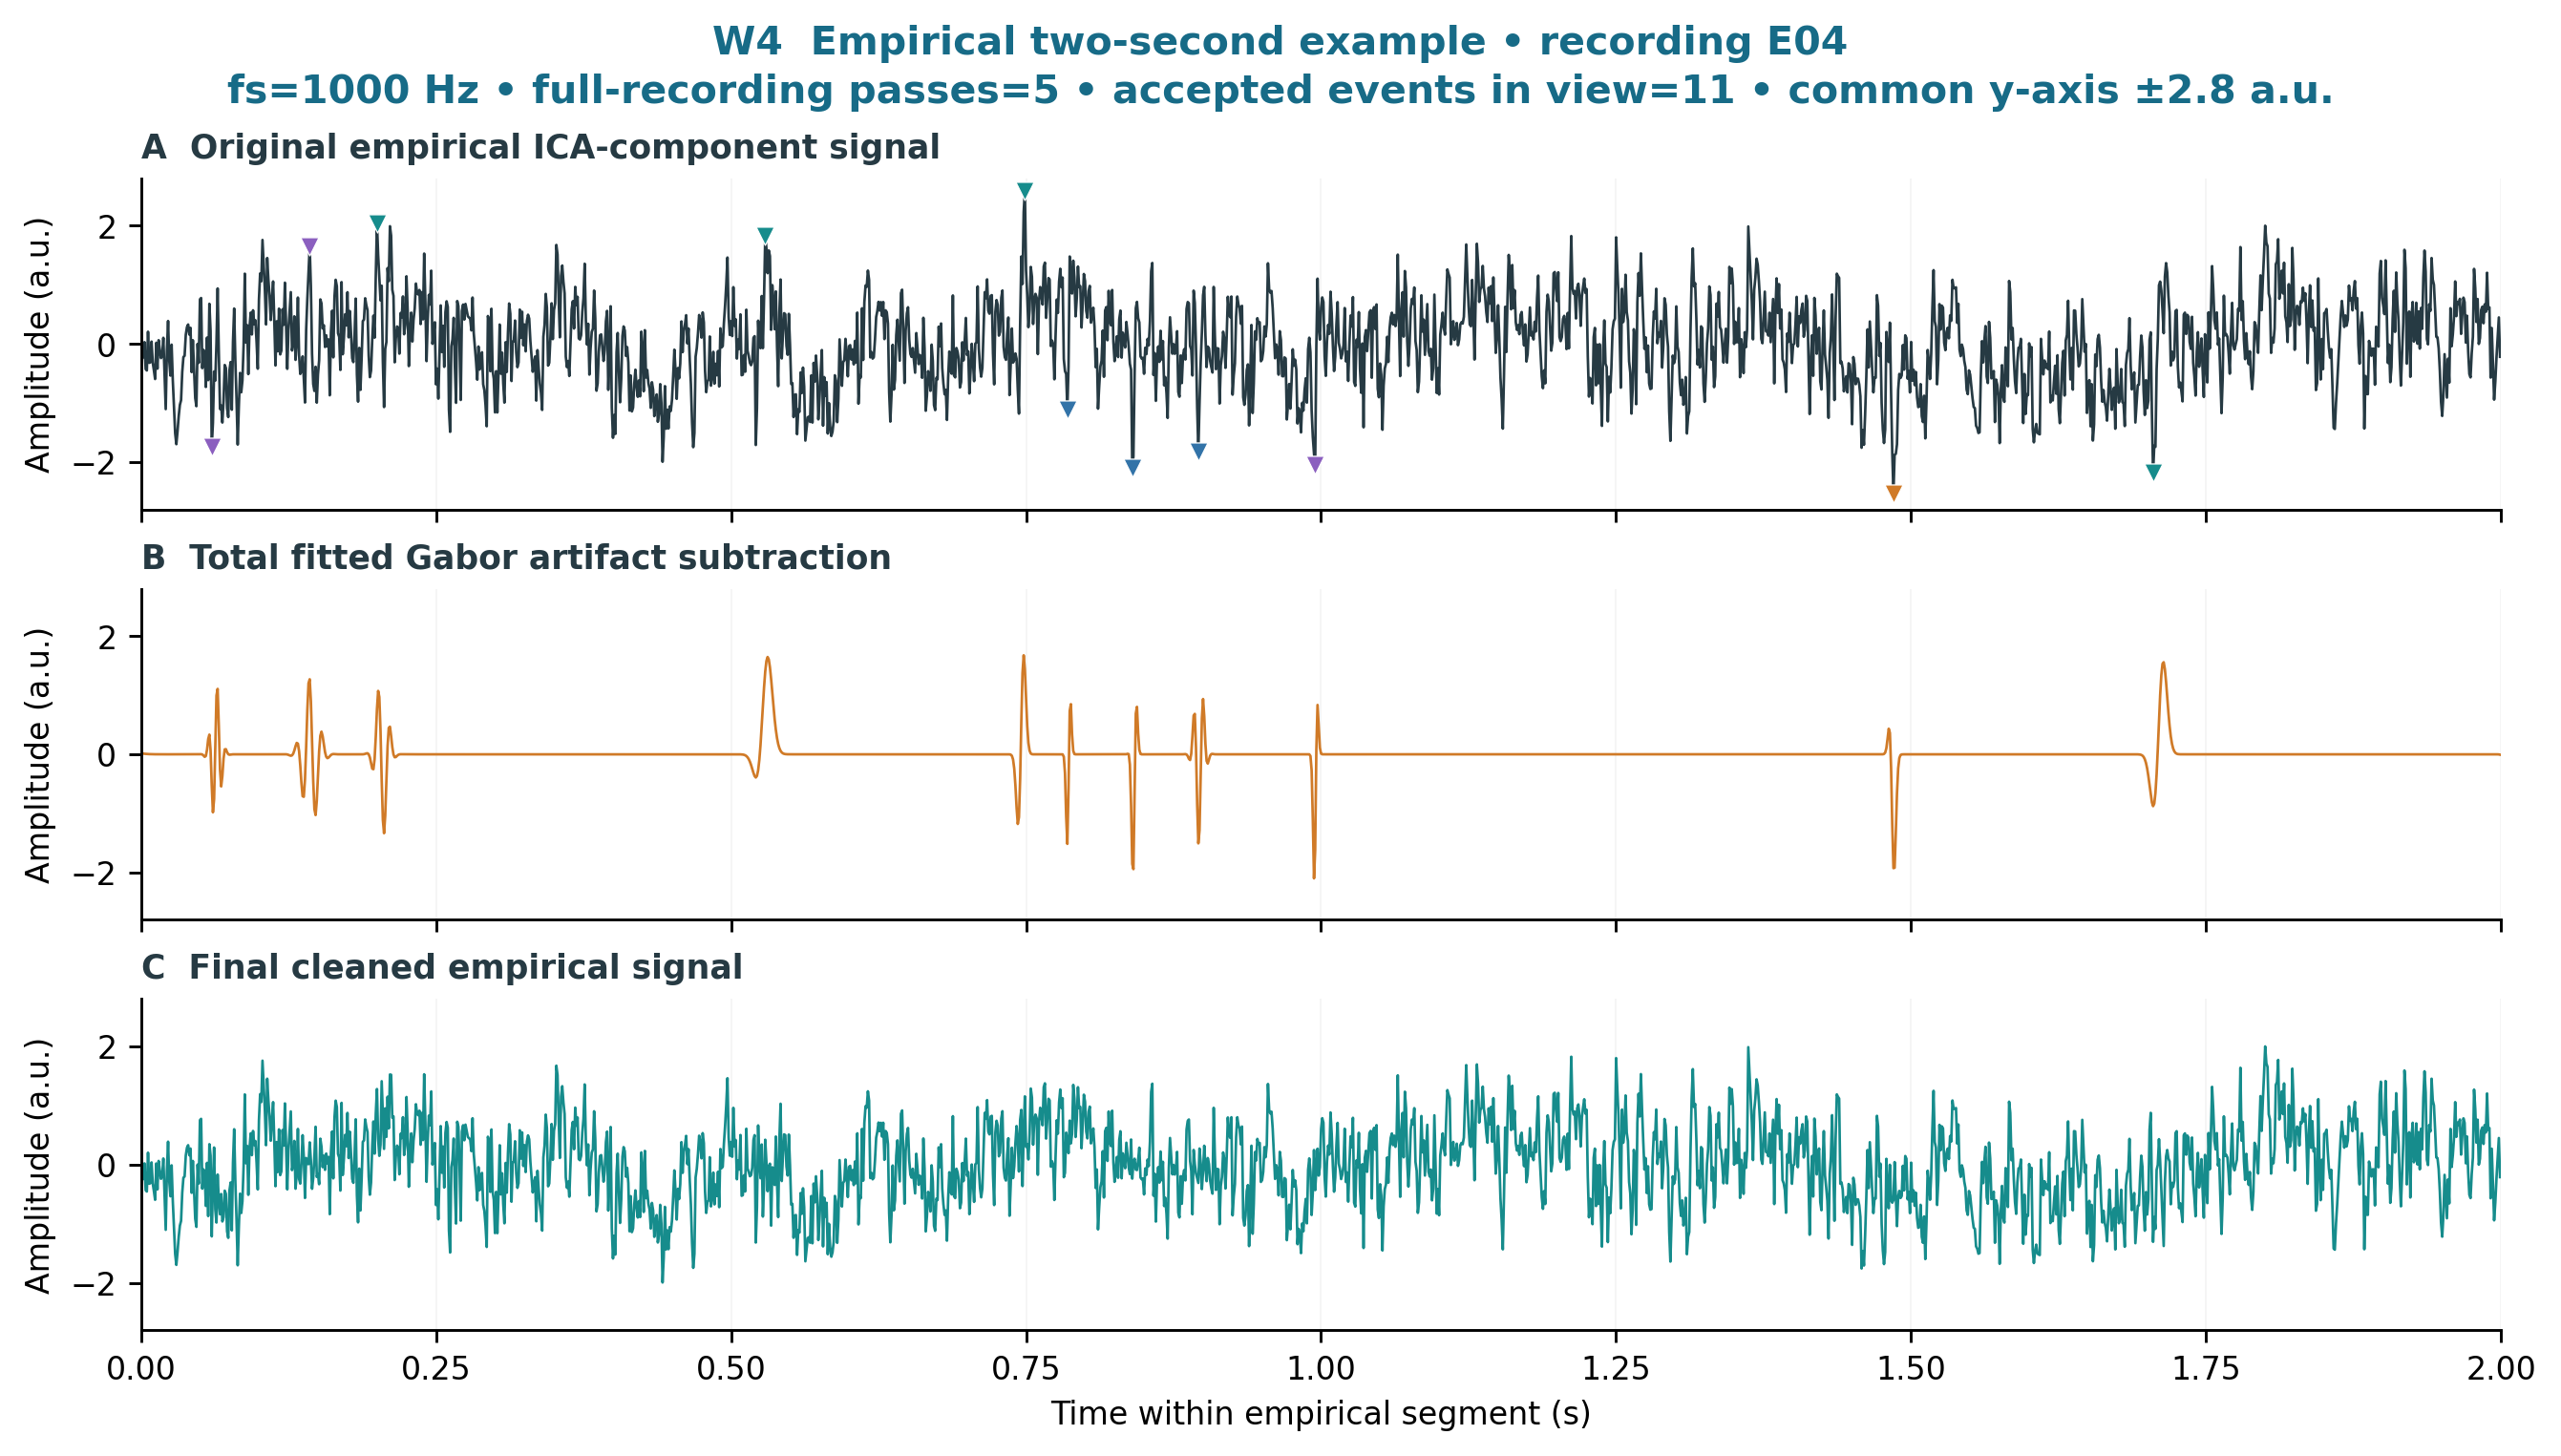 W4  Empirical two-second example • recording E04
fs=1000 Hz • full-recording passes=5 • accepted events in view=11 • common y-axis ±2.8 a.u.
A  Original empirical ICA-component signal
Amplitude (a.u.)
2
0
−2
B  Total fitted Gabor artifact subtraction
Amplitude (a.u.)
2
0
−2
C  Final cleaned empirical signal
Amplitude (a.u.)
2
0
−2
0.00 0.25 0.50 0.75 1.00 1.25 1.50 1.75 2.00
Time within empirical segment (s)